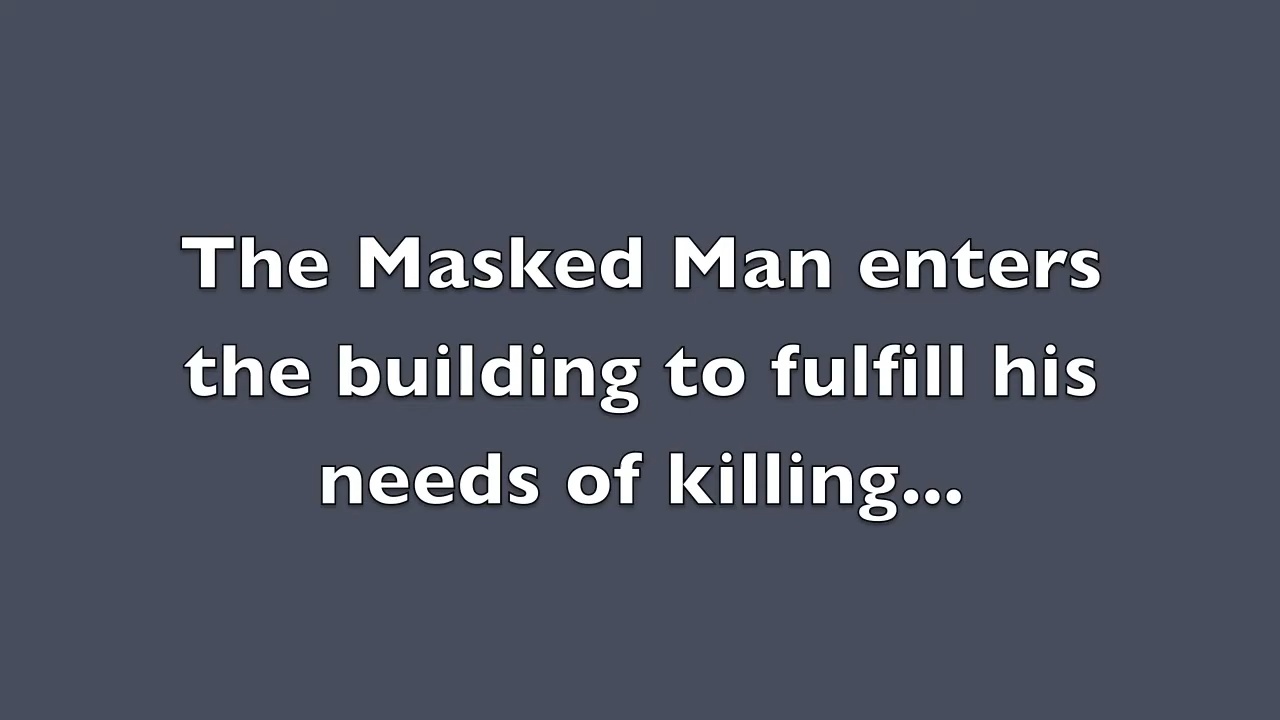 The Masked Man enters
the building to fulfill his
needs of killing...